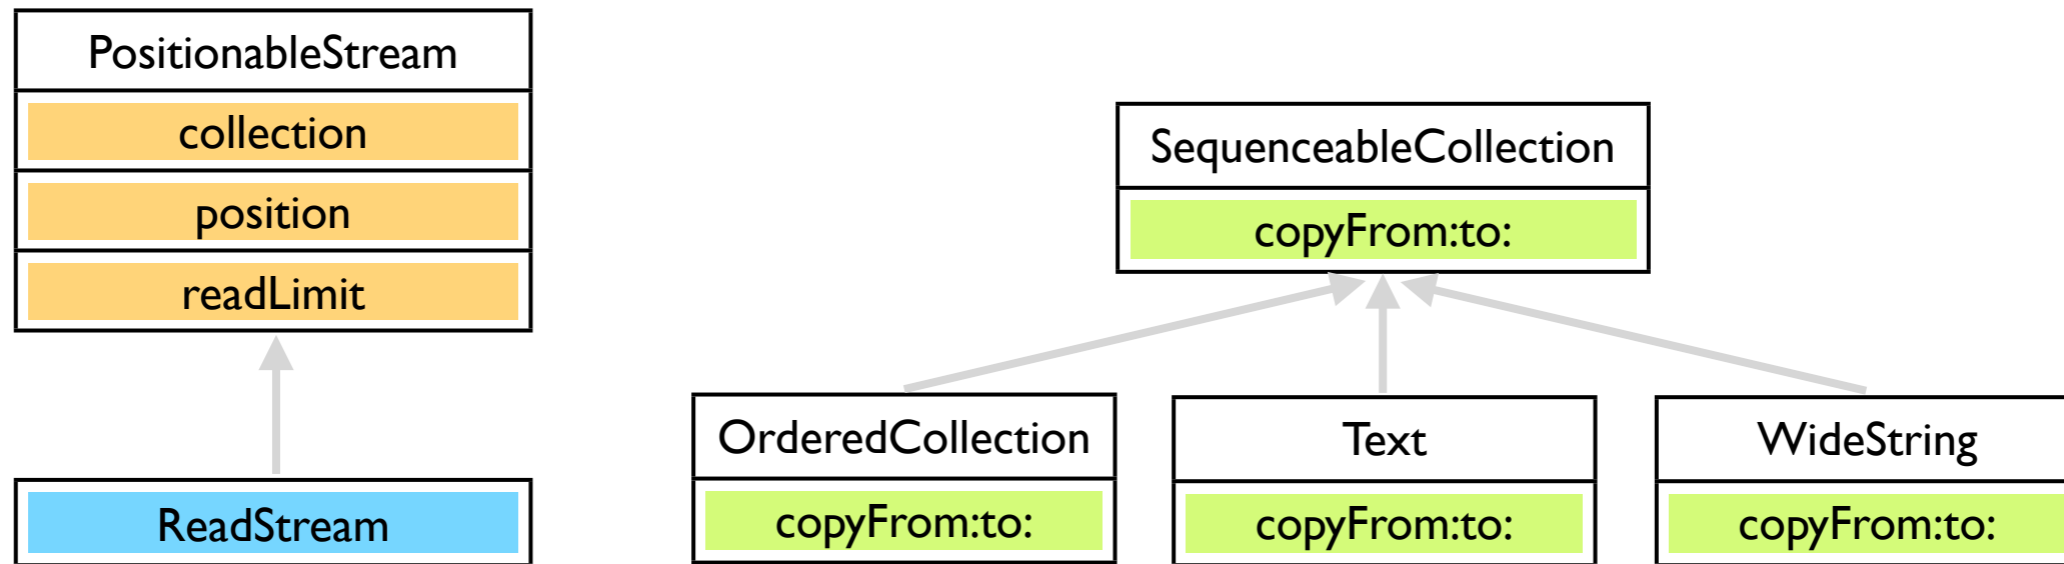 PositionableStream
collection
position
readLimit
ReadStream
SequenceableCollection
copyFrom:to:
OrderedCollection
copyFrom:to:
Text
copyFrom:to:
WideString
copyFrom:to: